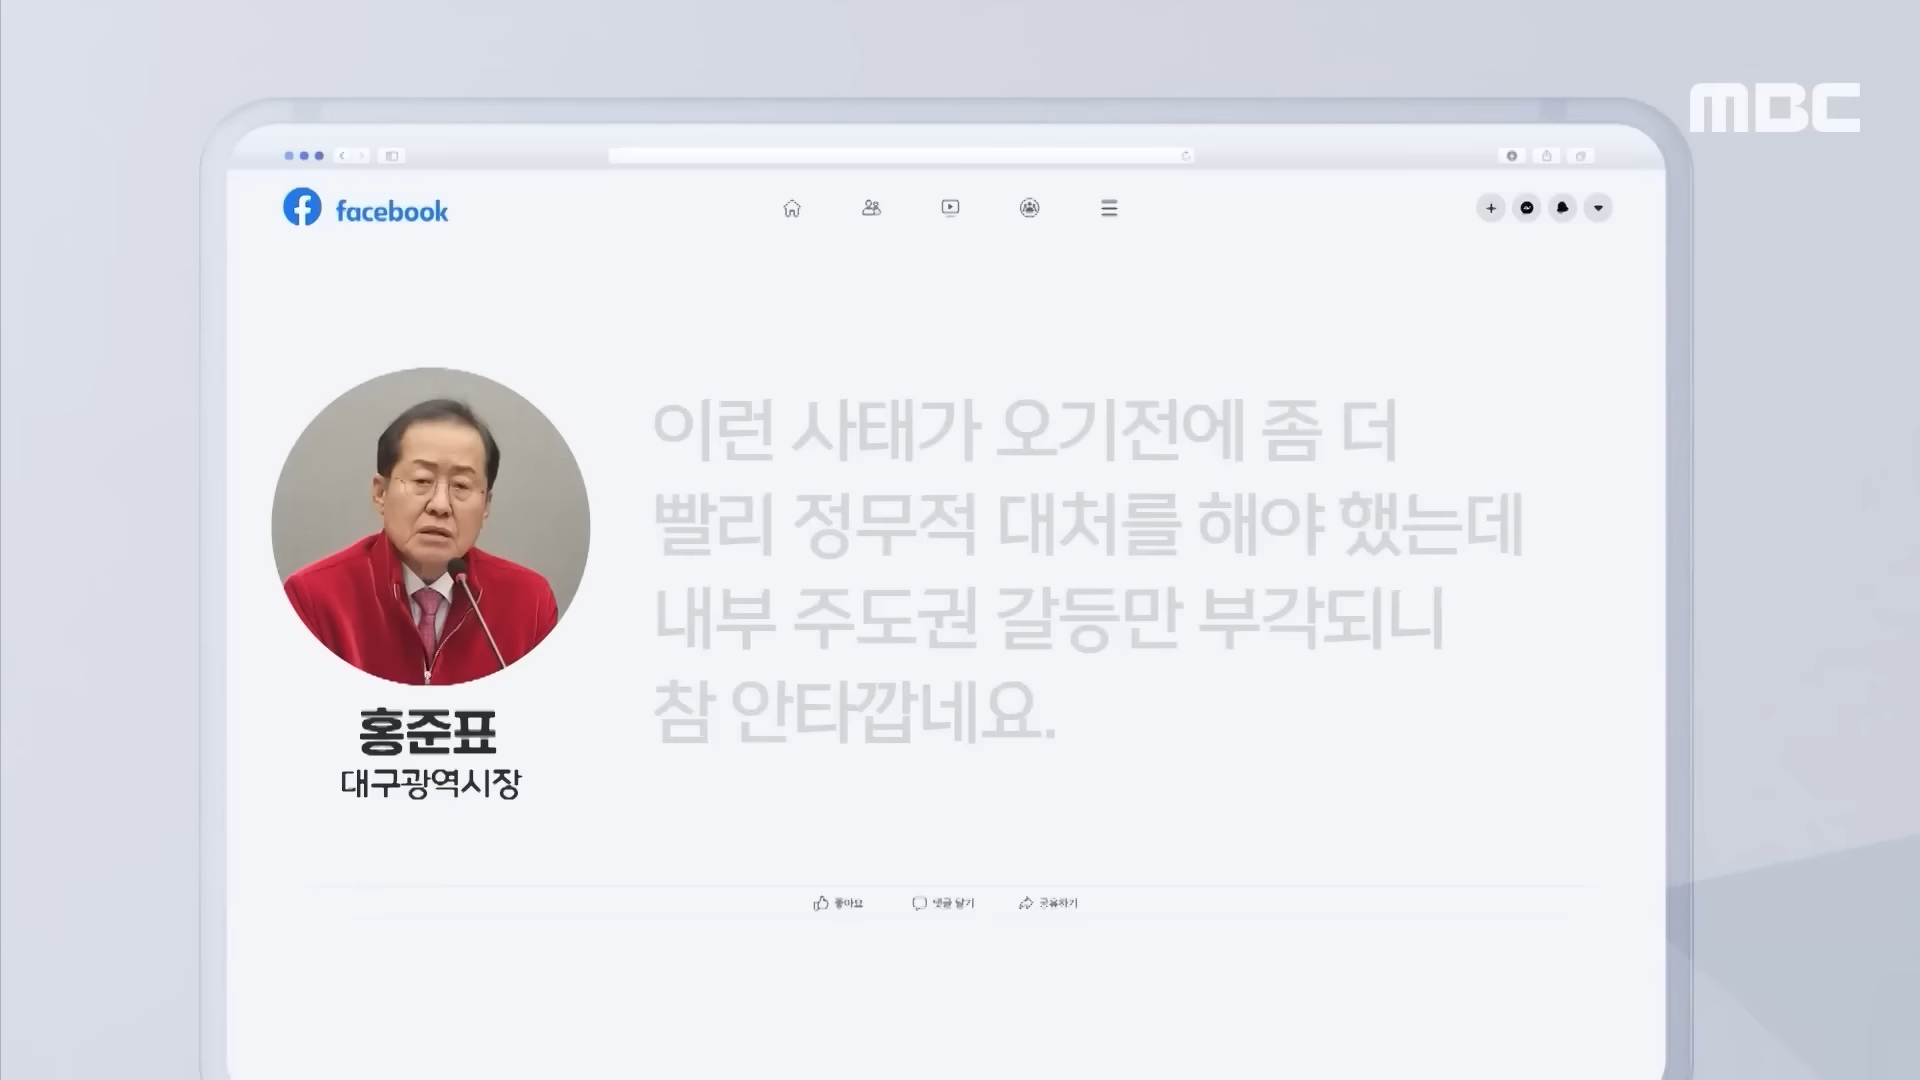 MBC
facebook
이런 사태가 오기전에 좀 더
빨리 정무적 대처를 해야 했는데
내부 주도권 갈등만 부각되니
참 안타깝네요.
홍준표
대구광역시장
좋아요 댓글 달기 공유하기